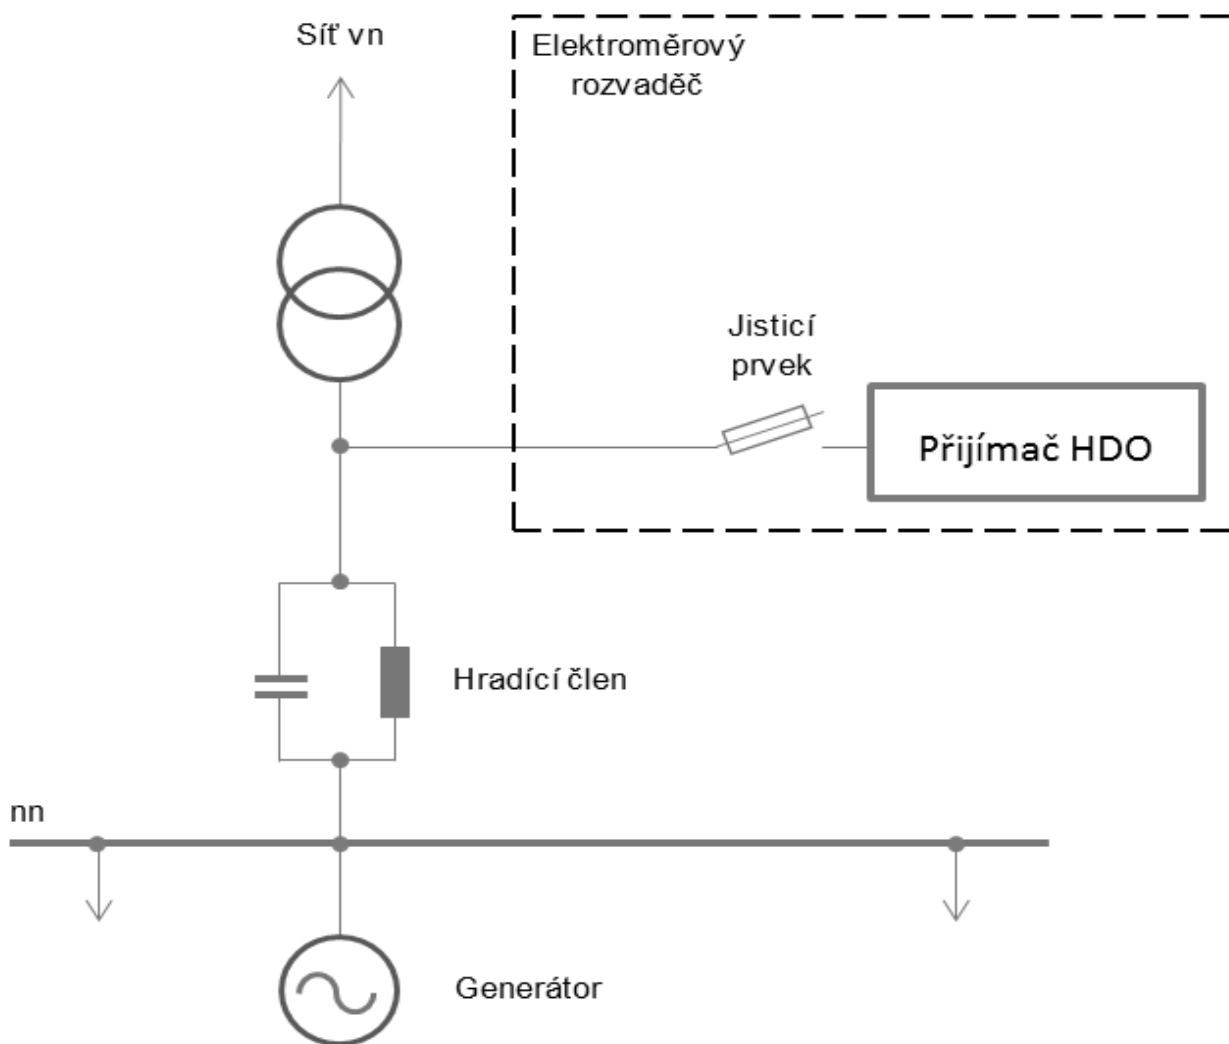 Síť vn
Elektroměrový
rozvaděč
Jisticí
prvek
Přijímač HDO
Hradící člen
nn
Generátor